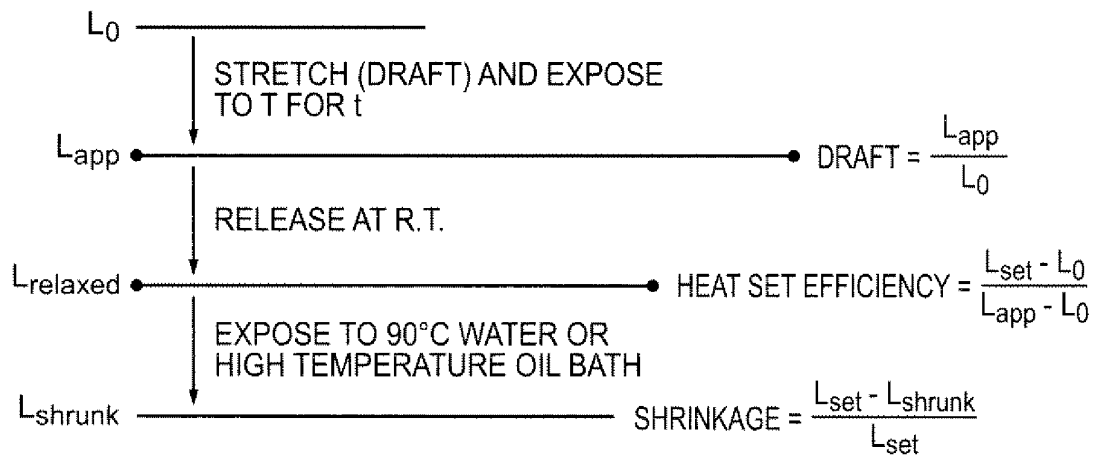 L0
STRETCH (DRAFT) AND EXPOSE
TO T FOR t
Lapp
DRAFT = Lapp / L0
RELEASE AT R.T.
Lrelaxed
HEAT SET EFFICIENCY = Lset - L0 / Lapp - L0
EXPOSE TO 90°C WATER OR
HIGH TEMPERATURE OIL BATH
Lshrunk
SHRINKAGE = Lset - Lshrunk / Lset